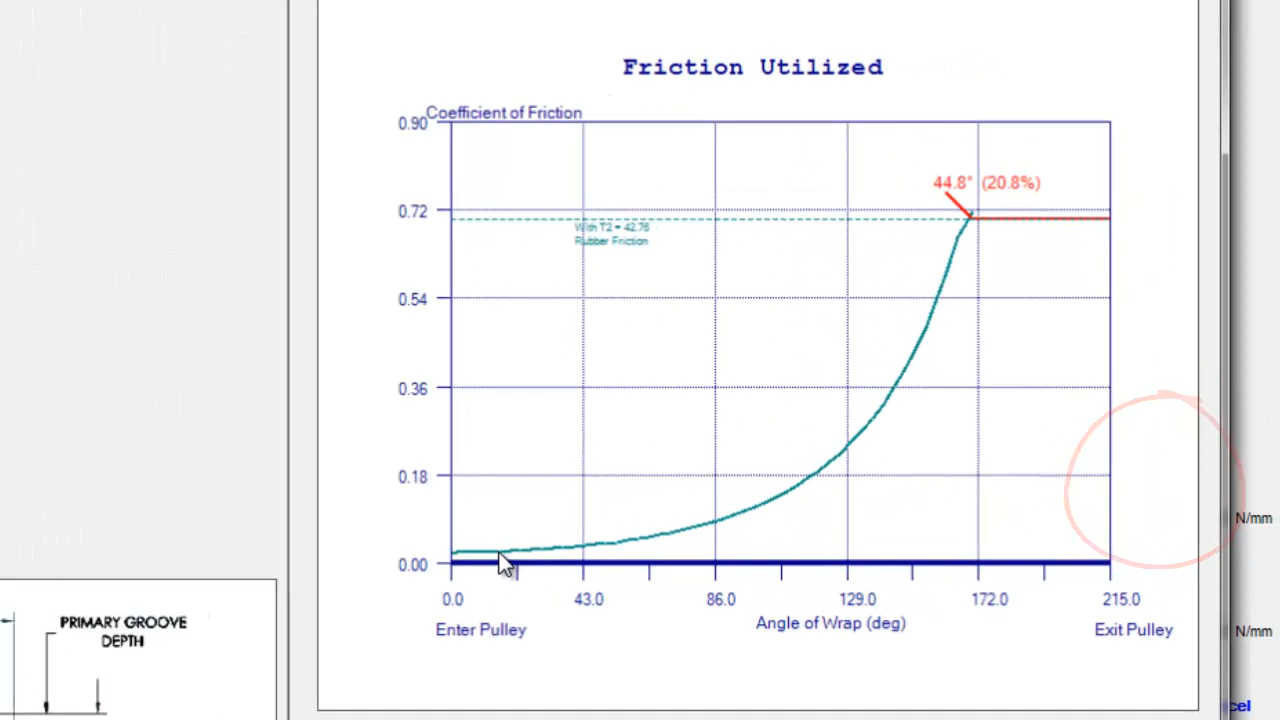 Friction Utilized
Coefficient of Friction
0.90
44.8° (20.8%)
0.72
With T2 = 42.76
Rubber Friction
0.54
0.36
0.18
N/mm
0.00
0.0 43.0 86.0 129.0 172.0 215.0
Enter Pulley Angle of Wrap (deg) Exit Pulley
N/mm
PRIMARY GROOVE
DEPTH
cel